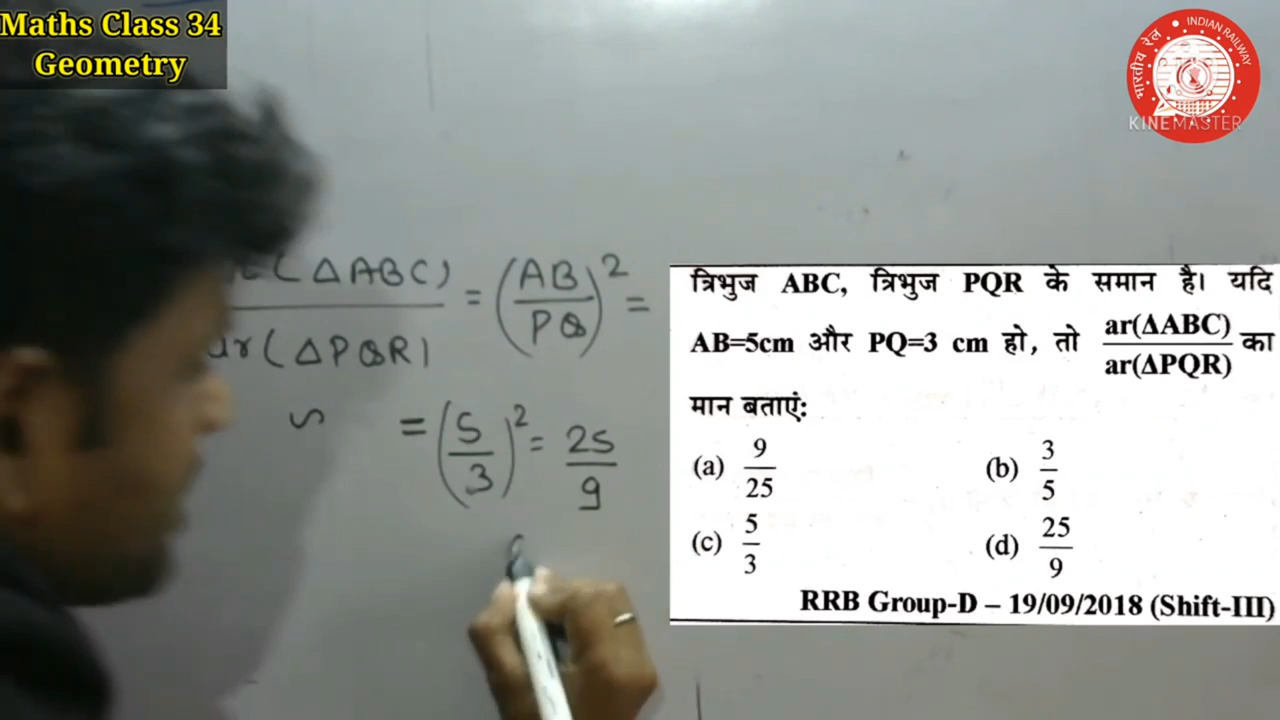 Maths Class 34
Geometry
भारतीय रेल
INDIAN RAILWAY
KINEMASTER
(ΔABC) = (AB/PQ)² =
ar(ΔPQR)
∽ = (5/3)² = 25/9
त्रिभुज ABC, त्रिभुज PQR के समान है। यदि
AB=5cm और PQ=3 cm हो, तो ar(ΔABC)/ar(ΔPQR) का
मान बताएं:
(a) 9/25 (b) 3/5
(c) 5/3 (d) 25/9
RRB Group-D – 19/09/2018 (Shift-III)